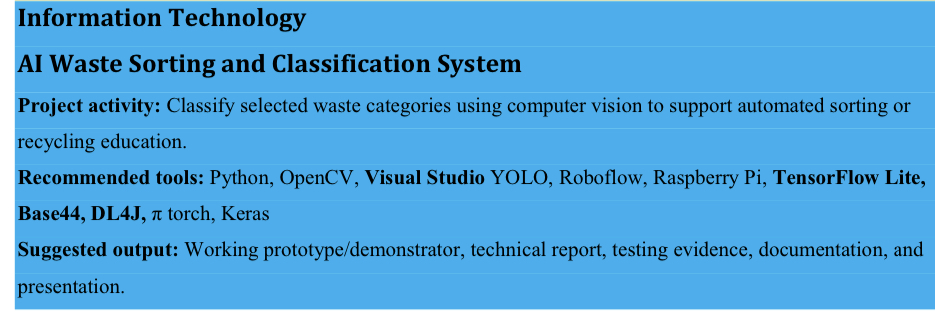 Information Technology
AI Waste Sorting and Classification System
Project activity: Classify selected waste categories using computer vision to support automated sorting or
recycling education.
Recommended tools: Python, OpenCV, Visual Studio YOLO, Roboflow, Raspberry Pi, TensorFlow Lite,
Base44, DL4J, π torch, Keras
Suggested output: Working prototype/demonstrator, technical report, testing evidence, documentation, and
presentation.